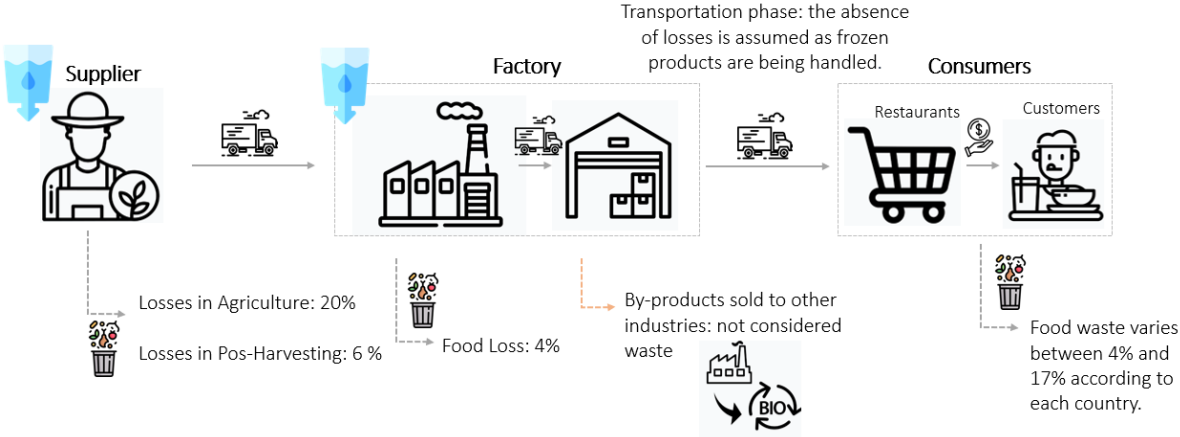 Transportation phase: the absence
of losses is assumed as frozen
products are being handled.
Supplier
Factory
Consumers
Restaurants
Customers
$
Losses in Agriculture: 20%
Losses in Pos-Harvesting: 6 %
Food Loss: 4%
By-products sold to other
industries: not considered
waste
BIO
Food waste varies
between 4% and
17% according to
each country.